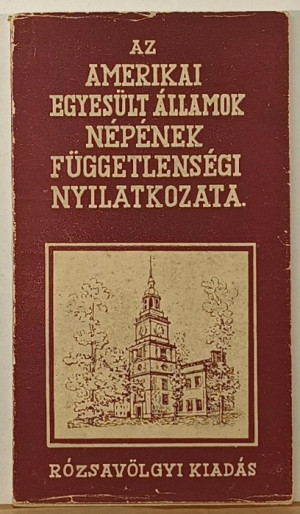 AZ
AMERIKAI
EGYESÜLT ÁLLAMOK
NÉPÉNEK
FÜGGETLENSÉGI
NYILATKOZATA.
RÓZSAVÖLGYI KIADÁS